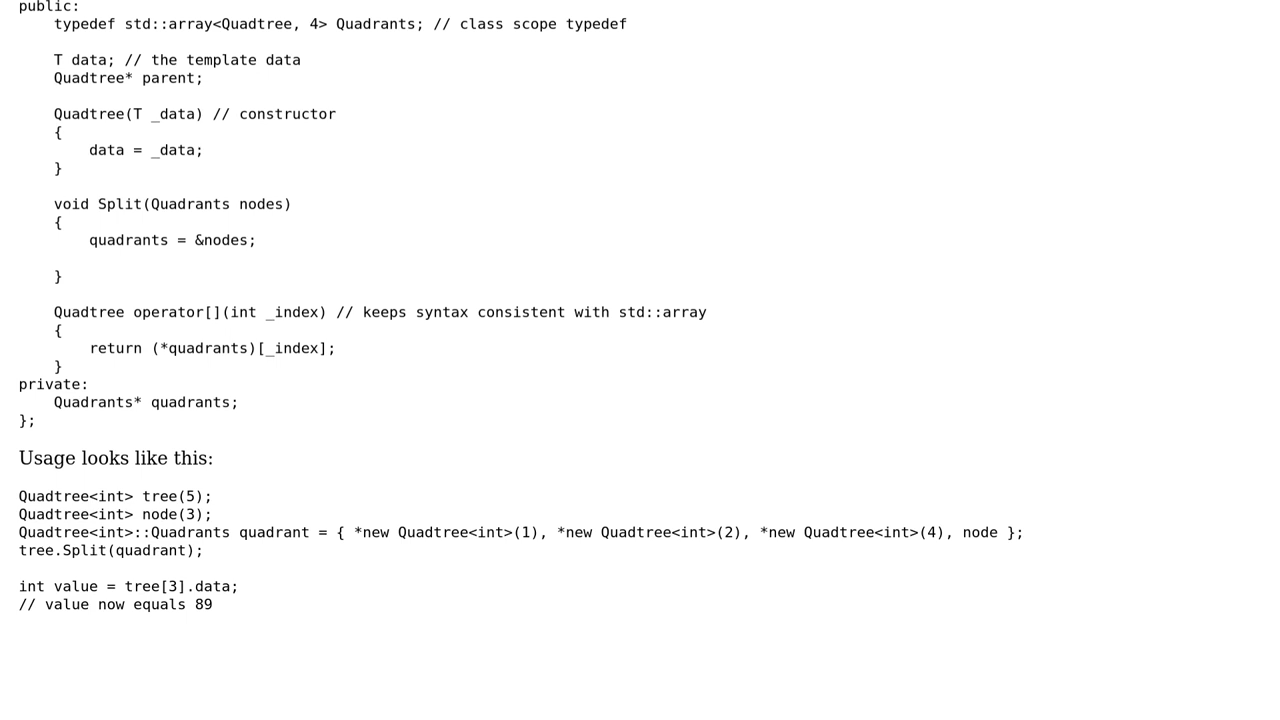 public:
    typedef std::array<Quadtree, 4> Quadrants; // class scope typedef

    T data; // the template data
    Quadtree* parent;

    Quadtree(T _data) // constructor
    {
        data = _data;
    }

    void Split(Quadrants nodes)
    {
        quadrants = &nodes;

    }

    Quadtree operator[](int _index) // keeps syntax consistent with std::array
    {
        return (*quadrants)[_index];
    }
private:
    Quadrants* quadrants;
};

Usage looks like this:

Quadtree<int> tree(5);
Quadtree<int> node(3);
Quadtree<int>::Quadrants quadrant = { *new Quadtree<int>(1), *new Quadtree<int>(2), *new Quadtree<int>(4), node };
tree.Split(quadrant);

int value = tree[3].data;
// value now equals 89